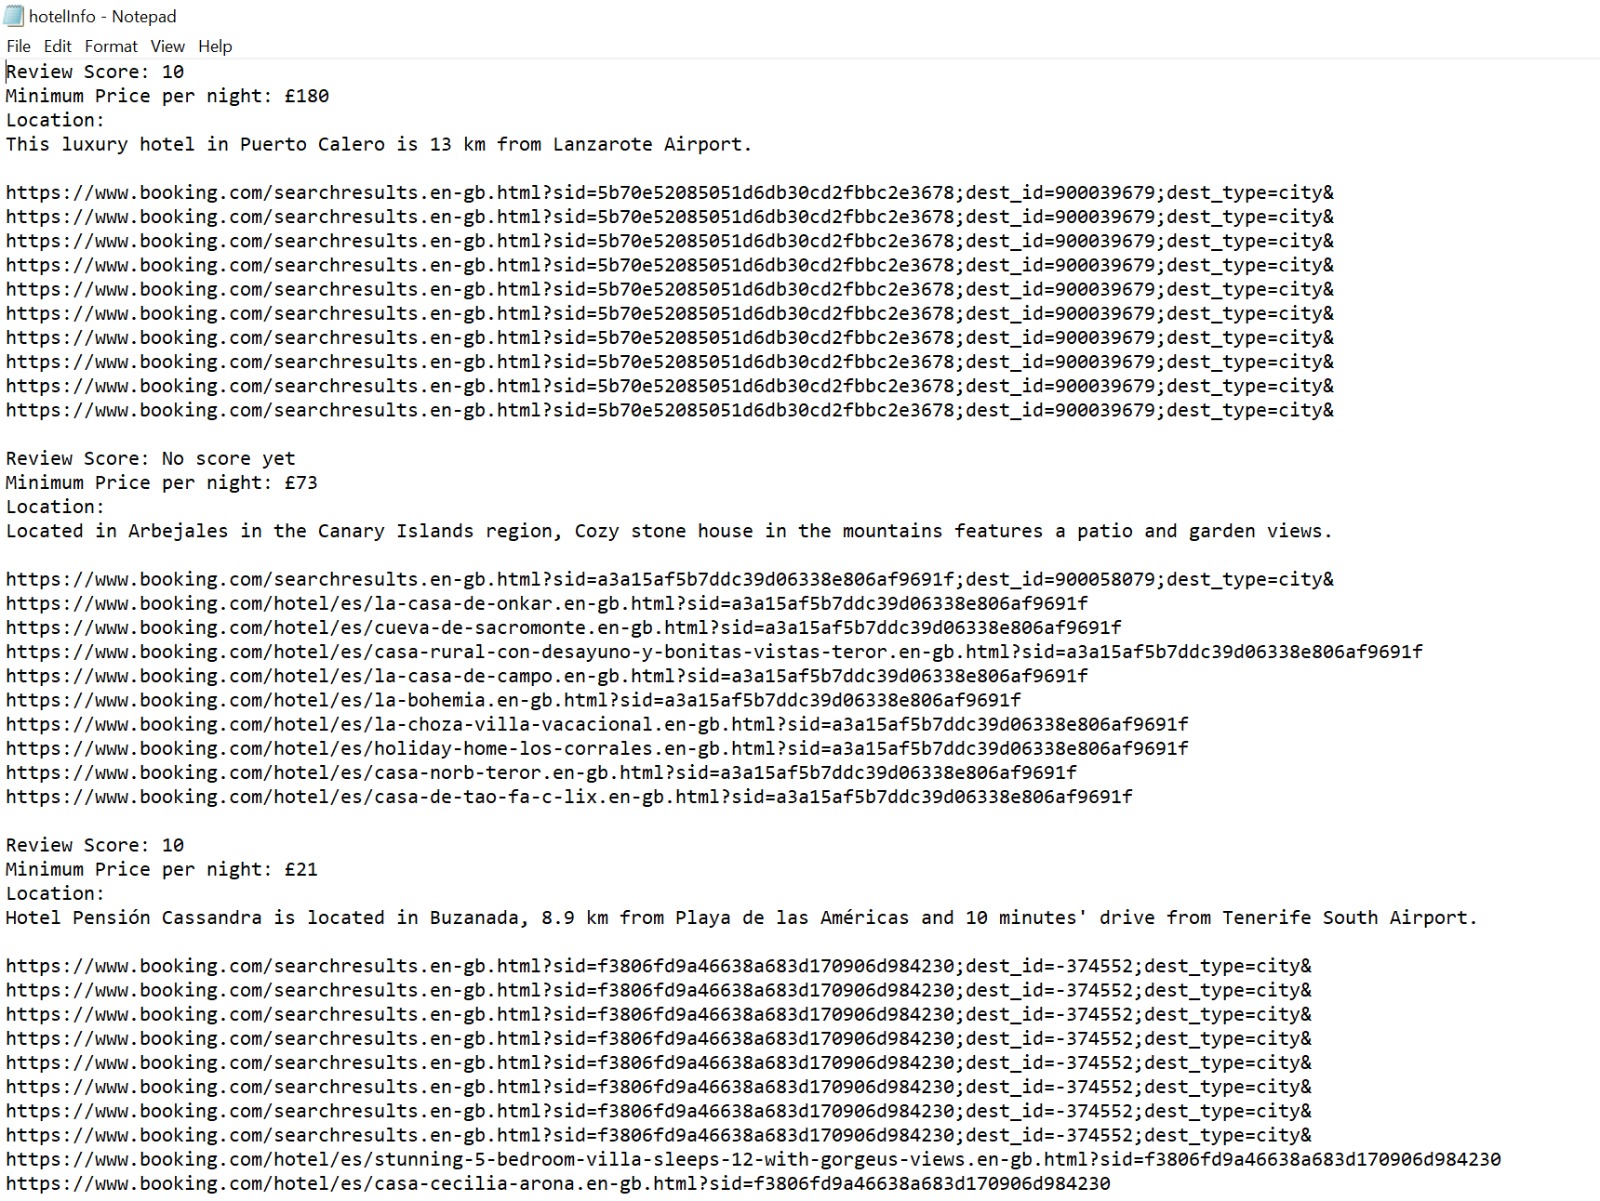 hotelInfo - Notepad
File Edit Format View Help
Review Score: 10
Minimum Price per night: £180
Location:
This luxury hotel in Puerto Calero is 13 km from Lanzarote Airport.
https://www.booking.com/searchresults.en-gb.html?sid=5b70e52085051d6db30cd2fbbc2e3678;dest_id=900039679;dest_type=city&
https://www.booking.com/searchresults.en-gb.html?sid=5b70e52085051d6db30cd2fbbc2e3678;dest_id=900039679;dest_type=city&
https://www.booking.com/searchresults.en-gb.html?sid=5b70e52085051d6db30cd2fbbc2e3678;dest_id=900039679;dest_type=city&
https://www.booking.com/searchresults.en-gb.html?sid=5b70e52085051d6db30cd2fbbc2e3678;dest_id=900039679;dest_type=city&
https://www.booking.com/searchresults.en-gb.html?sid=5b70e52085051d6db30cd2fbbc2e3678;dest_id=900039679;dest_type=city&
https://www.booking.com/searchresults.en-gb.html?sid=5b70e52085051d6db30cd2fbbc2e3678;dest_id=900039679;dest_type=city&
https://www.booking.com/searchresults.en-gb.html?sid=5b70e52085051d6db30cd2fbbc2e3678;dest_id=900039679;dest_type=city&
https://www.booking.com/searchresults.en-gb.html?sid=5b70e52085051d6db30cd2fbbc2e3678;dest_id=900039679;dest_type=city&
https://www.booking.com/searchresults.en-gb.html?sid=5b70e52085051d6db30cd2fbbc2e3678;dest_id=900039679;dest_type=city&
https://www.booking.com/searchresults.en-gb.html?sid=5b70e52085051d6db30cd2fbbc2e3678;dest_id=900039679;dest_type=city&
Review Score: No score yet
Minimum Price per night: £73
Location:
Located in Arbejales in the Canary Islands region, Cozy stone house in the mountains features a patio and garden views.
https://www.booking.com/searchresults.en-gb.html?sid=a3a15af5b7ddc39d06338e806af9691f;dest_id=900058079;dest_type=city&
https://www.booking.com/hotel/es/la-casa-de-onkar.en-gb.html?sid=a3a15af5b7ddc39d06338e806af9691f
https://www.booking.com/hotel/es/cueva-de-sacromonte.en-gb.html?sid=a3a15af5b7ddc39d06338e806af9691f
https://www.booking.com/hotel/es/casa-rural-con-desayuno-y-bonitas-vistas-teror.en-gb.html?sid=a3a15af5b7ddc39d06338e806af9691f
https://www.booking.com/hotel/es/la-casa-de-campo.en-gb.html?sid=a3a15af5b7ddc39d06338e806af9691f
https://www.booking.com/hotel/es/la-bohemia.en-gb.html?sid=a3a15af5b7ddc39d06338e806af9691f
https://www.booking.com/hotel/es/la-choza-villa-vacacional.en-gb.html?sid=a3a15af5b7ddc39d06338e806af9691f
https://www.booking.com/hotel/es/holiday-home-los-corrales.en-gb.html?sid=a3a15af5b7ddc39d06338e806af9691f
https://www.booking.com/hotel/es/casa-norb-teror.en-gb.html?sid=a3a15af5b7ddc39d06338e806af9691f
https://www.booking.com/hotel/es/casa-de-tao-fa-c-lix.en-gb.html?sid=a3a15af5b7ddc39d06338e806af9691f
Review Score: 10
Minimum Price per night: £21
Location:
Hotel Pensión Cassandra is located in Buzanada, 8.9 km from Playa de las Américas and 10 minutes' drive from Tenerife South Airport.
https://www.booking.com/searchresults.en-gb.html?sid=f3806fd9a46638a683d170906d984230;dest_id=-374552;dest_type=city&
https://www.booking.com/searchresults.en-gb.html?sid=f3806fd9a46638a683d170906d984230;dest_id=-374552;dest_type=city&
https://www.booking.com/searchresults.en-gb.html?sid=f3806fd9a46638a683d170906d984230;dest_id=-374552;dest_type=city&
https://www.booking.com/searchresults.en-gb.html?sid=f3806fd9a46638a683d170906d984230;dest_id=-374552;dest_type=city&
https://www.booking.com/searchresults.en-gb.html?sid=f3806fd9a46638a683d170906d984230;dest_id=-374552;dest_type=city&
https://www.booking.com/searchresults.en-gb.html?sid=f3806fd9a46638a683d170906d984230;dest_id=-374552;dest_type=city&
https://www.booking.com/searchresults.en-gb.html?sid=f3806fd9a46638a683d170906d984230;dest_id=-374552;dest_type=city&
https://www.booking.com/searchresults.en-gb.html?sid=f3806fd9a46638a683d170906d984230;dest_id=-374552;dest_type=city&
https://www.booking.com/hotel/es/stunning-5-bedroom-villa-sleeps-12-with-gorgeus-views.en-gb.html?sid=f3806fd9a46638a683d170906d984230
https://www.booking.com/hotel/es/casa-cecilia-arona.en-gb.html?sid=f3806fd9a46638a683d170906d984230